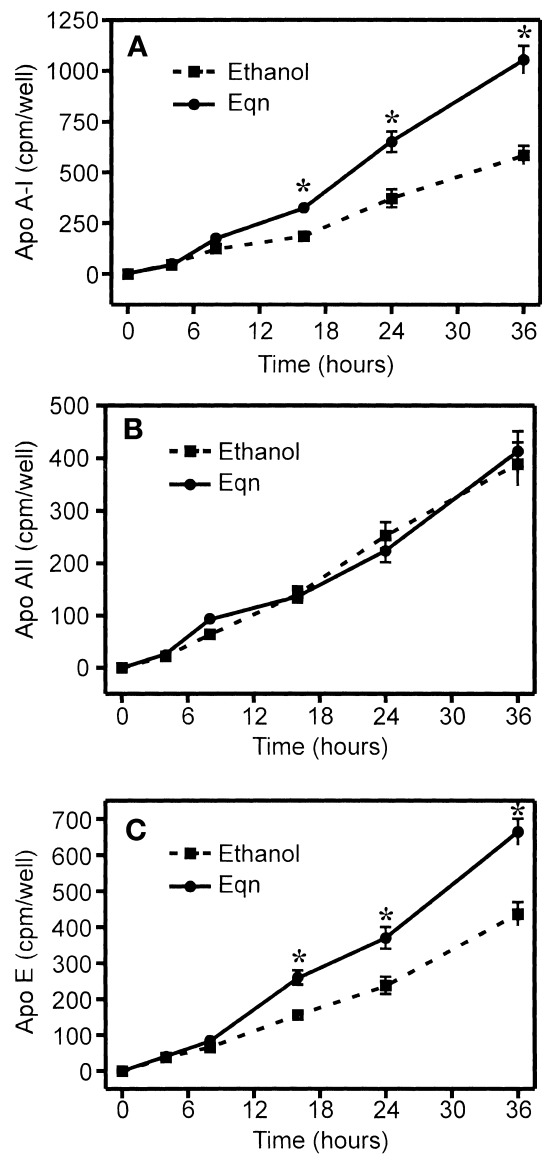 A
Ethanol
Eqn
*
*
*
1250
1000
750
500
250
0
Apo A-I (cpm/well)
0 6 12 18 24 30 36
Time (hours)
B
Ethanol
Eqn
500
400
300
200
100
0
Apo AII (cpm/well)
0 6 12 18 24 30 36
Time (hours)
C
Ethanol
Eqn
*
*
*
700
600
500
400
300
200
100
0
Apo E (cpm/well)
0 6 12 18 24 30 36
Time (hours)